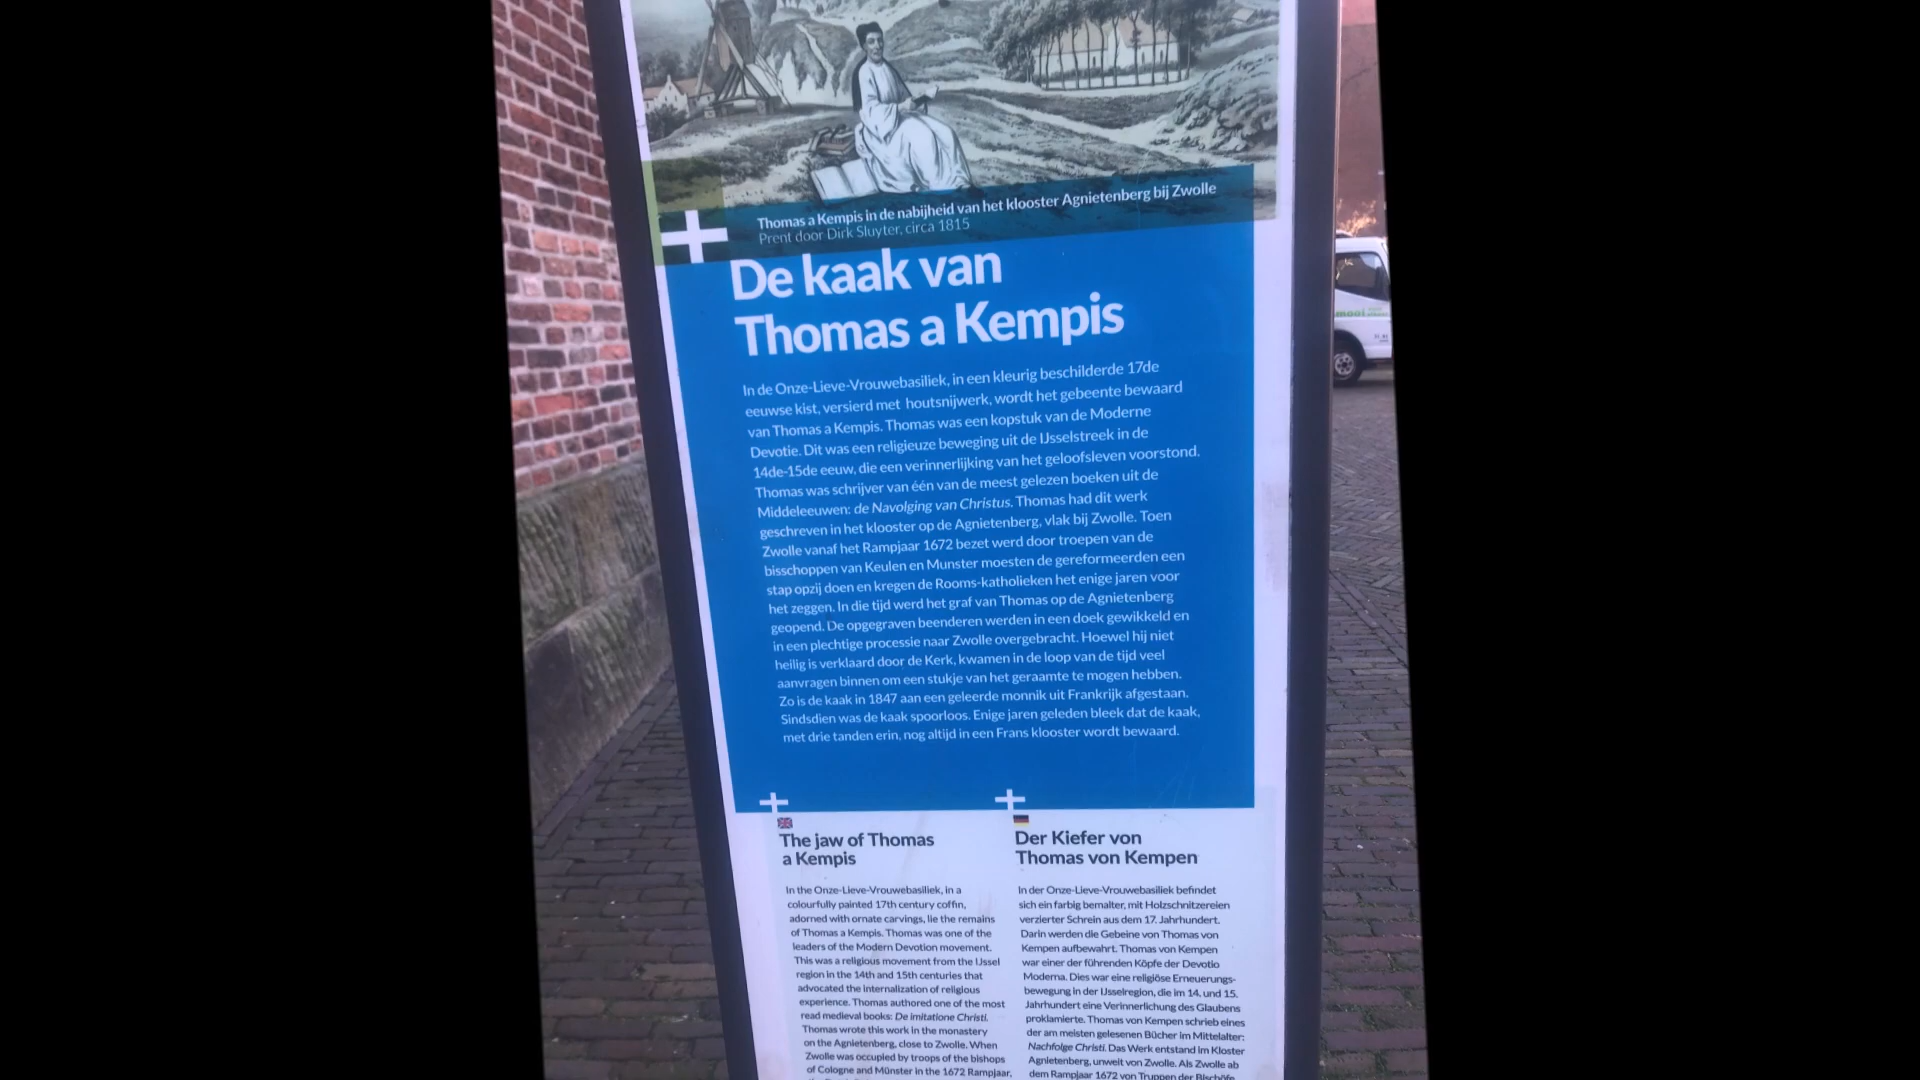 Thomas a Kempis in de nabijheid van het klooster Agnietenberg bij Zwolle
Prent door Dirk Sluyter, circa 1815
De kaak van
Thomas a Kempis
In de Onze-Lieve-Vrouwebasiliek, in een kleurig beschilderde 17de
eeuwse kist, versierd met houtsnijwerk, wordt het gebeente bewaard
van Thomas a Kempis. Thomas was een kopstuk van de Moderne
Devotie. Dit was een religieuze beweging uit de IJsselstreek in de
14de-15de eeuw, die een verinnerlijking van het geloofsleven voorstond.
Thomas was schrijver van één van de meest gelezen boeken uit de
Middeleeuwen: de Navolging van Christus. Thomas had dit werk
geschreven in het klooster op de Agnietenberg, vlak bij Zwolle. Toen
Zwolle vanaf het Rampjaar 1672 bezet werd door troepen van de
bisschoppen van Keulen en Munster moesten de gereformeerden een
stap opzij doen en kregen de Rooms-katholieken het enige jaren voor
het zeggen. In die tijd werd het graf van Thomas op de Agnietenberg
geopend. De opgegraven beenderen werden in een doek gewikkeld en
in een plechtige processie naar Zwolle overgebracht. Hoewel hij niet
heilig is verklaard door de Kerk, kwamen in de loop van de tijd veel
aanvragen binnen om een stukje van het geraamte te mogen hebben.
Zo is de kaak in 1847 aan een geleerde monnik uit Frankrijk afgestaan.
Sindsdien was de kaak spoorloos. Enige jaren geleden bleek dat de kaak,
met drie tanden erin, nog altijd in een Frans klooster wordt bewaard.
The jaw of Thomas
a Kempis
In the Onze-Lieve-Vrouwebasiliek, in a
colourfully painted 17th century coffin,
adorned with ornate carvings, lie the remains
of Thomas a Kempis. Thomas was one of the
leaders of the Modern Devotion movement.
This was a religious movement from the IJssel
region in the 14th and 15th centuries that
advocated the internalization of religious
experience. Thomas authored one of the most
read medieval books: De imitatione Christi.
Thomas wrote this work in the monastery
on the Agnietenberg, close to Zwolle. When
Zwolle was occupied by troops of the bishops
of Cologne and Münster in the 1672 Rampjaar,
Der Kiefer von
Thomas von Kempen
In der Onze-Lieve-Vrouwebasiliek befindet
sich ein farbig bemalter, mit Holzschnitzereien
verzierter Schrein aus dem 17. Jahrhundert.
Darin werden die Gebeine von Thomas von
Kempen aufbewahrt. Thomas von Kempen
war einer der führenden Köpfe der Devotio
Moderna. Dies war eine religiöse Erneuerungs-
bewegung in der IJsselregion, die im 14. und 15.
Jahrhundert eine Verinnerlichung des Glaubens
proklamierte. Thomas von Kempen schrieb eines
der am meisten gelesenen Bücher im Mittelalter:
Nachfolge Christi. Das Werk entstand im Kloster
Agnietenberg, unweit von Zwolle. Als Zwolle ab
dem Rampjaar 1672 von Truppen der Bischöfe